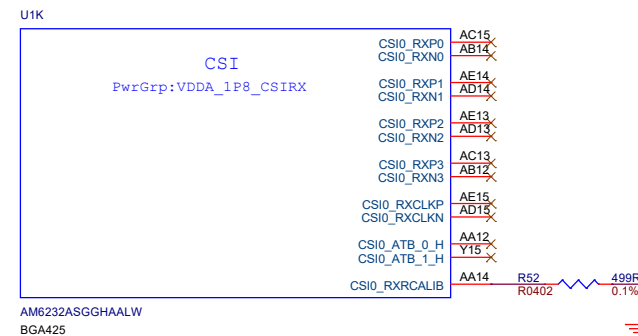 U1K
CSI
PwrGrp:VDDA_1P8_CSIRX
CSI0_RXP0 AC15
CSI0_RXN0 AB14
CSI0_RXP1 AE14
CSI0_RXN1 AD14
CSI0_RXP2 AE13
CSI0_RXN2 AD13
CSI0_RXP3 AC13
CSI0_RXN3 AB12
CSI0_RXCLKP AE15
CSI0_RXCLKN AD15
CSI0_ATB_0_H AA12
CSI0_ATB_1_H Y15
CSI0_RXRCALIB AA14 R52 499R
R0402 0.1%
AM6232ASGGHAALW
BGA425